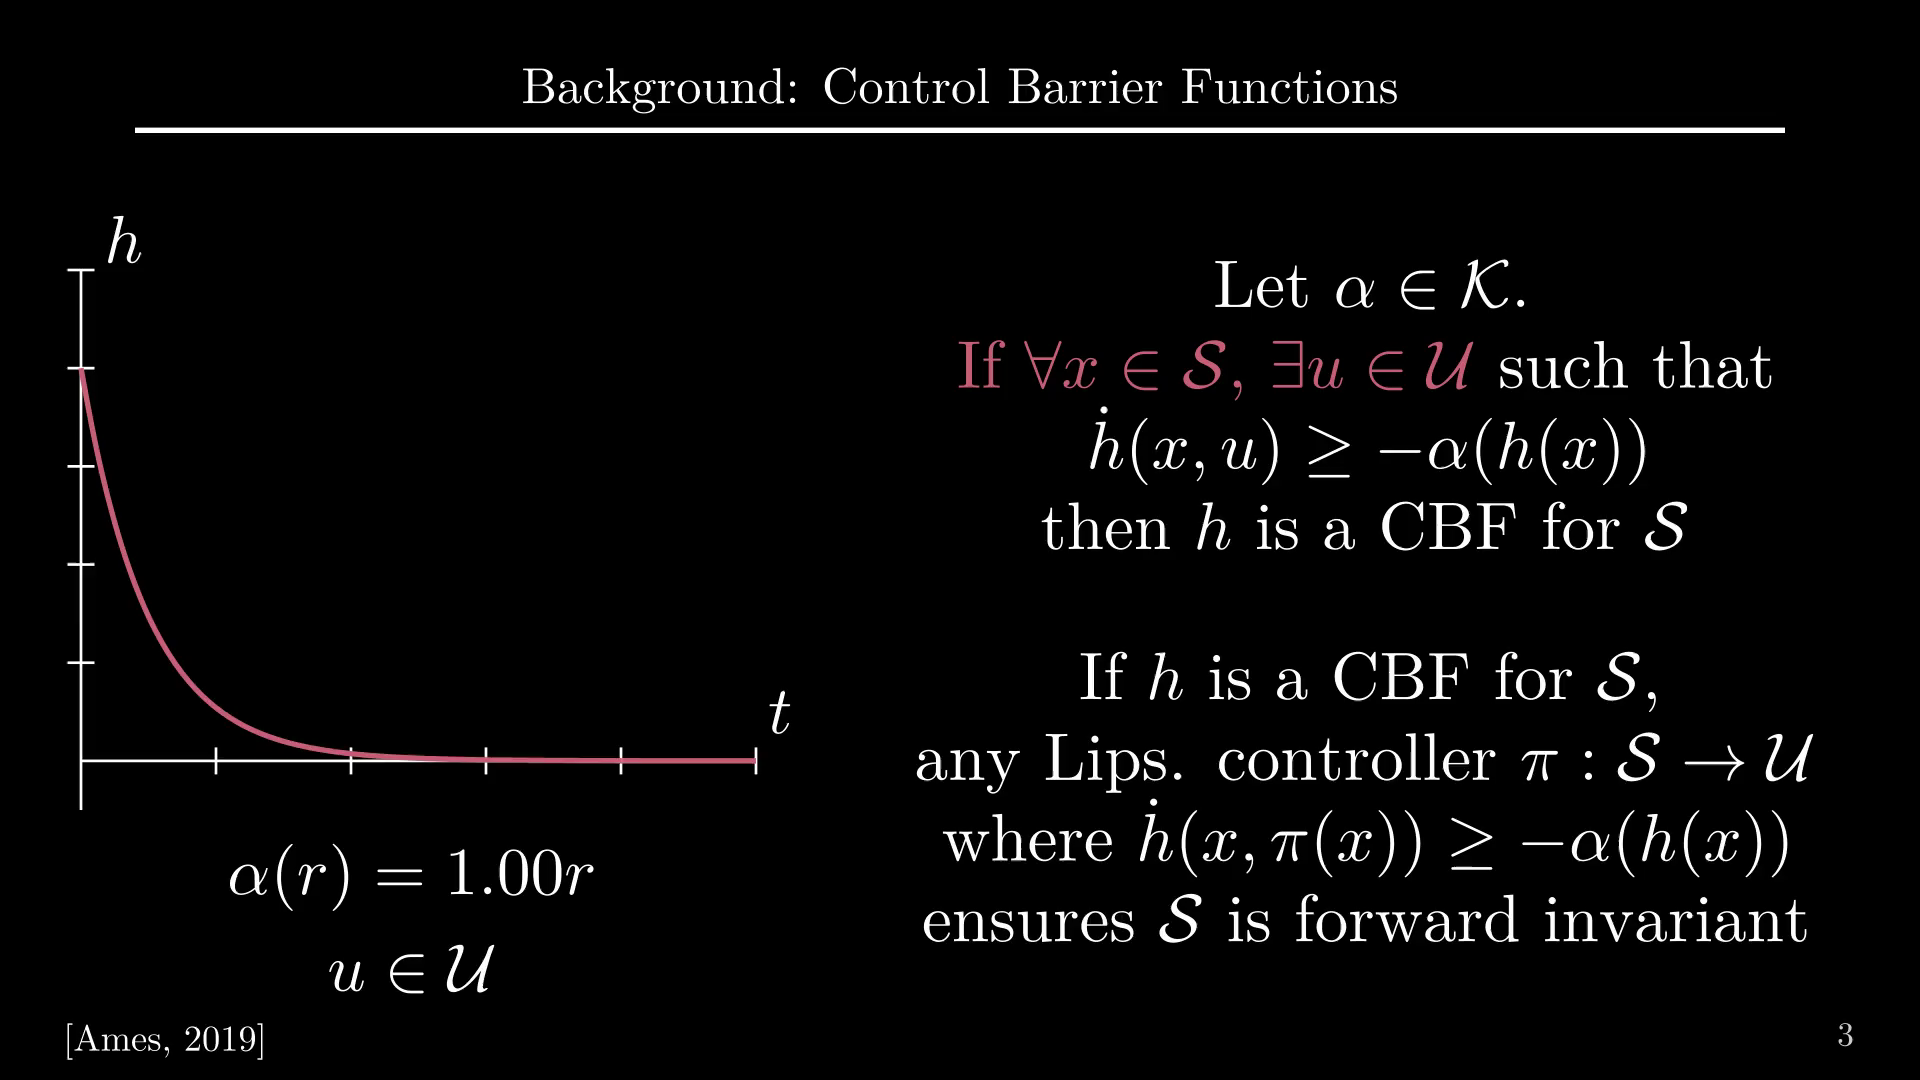 Background: Control Barrier Functions
h
t
α(r) = 1.00r
u ∈ 𝒰
Let α ∈ 𝒦.
If ∀x ∈ 𝒮, ∃u ∈ 𝒰 such that
ḣ(x, u) ≥ −α(h(x))
then h is a CBF for 𝒮
If h is a CBF for 𝒮,
any Lips. controller π : 𝒮 → 𝒰
where ḣ(x, π(x)) ≥ −α(h(x))
ensures 𝒮 is forward invariant
[Ames, 2019]
3